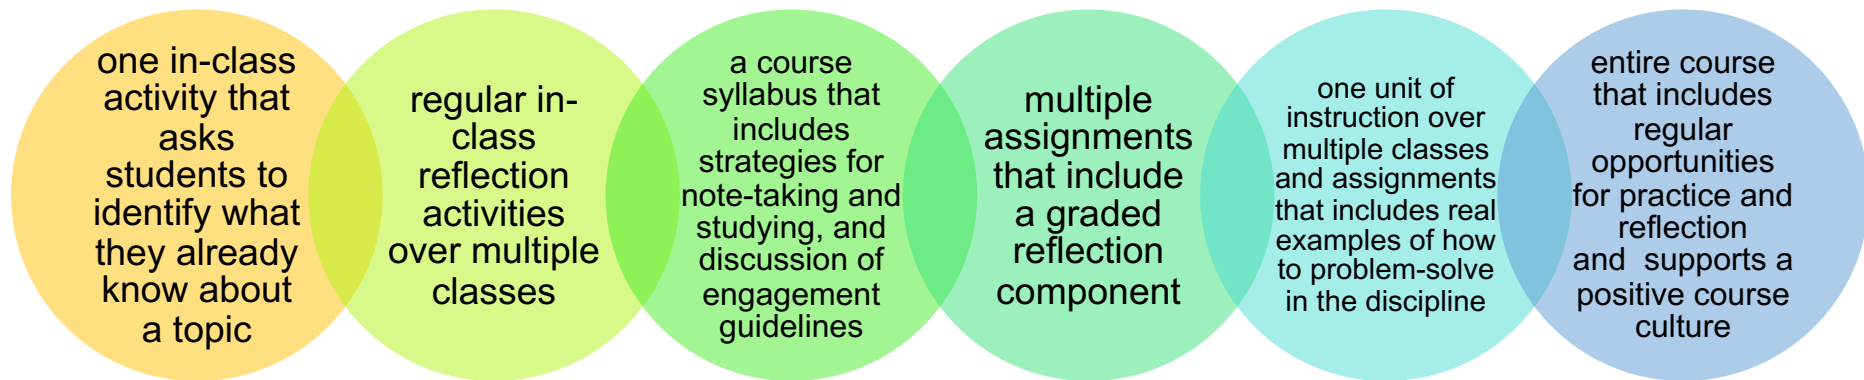 one in-class
activity that
asks
students to
identify what
they already
know about
a topic
regular in-
class
reflection
activities
over multiple
classes
a course
syllabus that
includes
strategies for
note-taking and
studying, and
discussion of
engagement
guidelines
multiple
assignments
that include
a graded
reflection
component
one unit of
instruction over
multiple classes
and assignments
that includes real
examples of how
to problem-solve
in the discipline
entire course
that includes
regular
opportunities
for practice and
reflection
and  supports a
positive course
culture